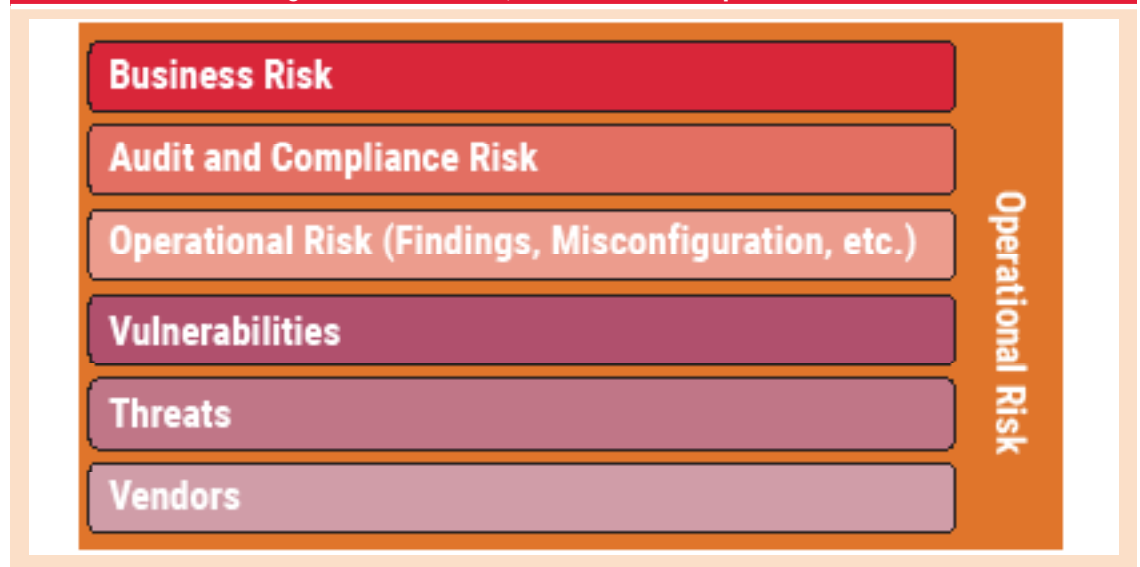 Business Risk
Audit and Compliance Risk
Operational Risk (Findings, Misconfiguration, etc.)
Vulnerabilities
Threats
Vendors
Operational Risk